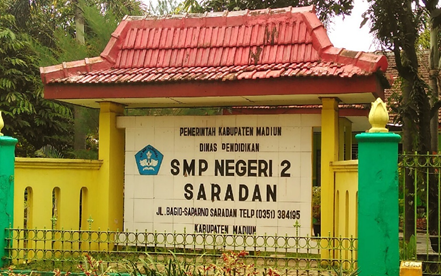 PEMERINTAH KABUPATEN MADIUN
DINAS PENDIDIKAN
SMP NEGERI 2
SARADAN
JL.BAGIO-SAPARNO SARADAN TELP (0351) 384195
KABUPATEN MADIUN